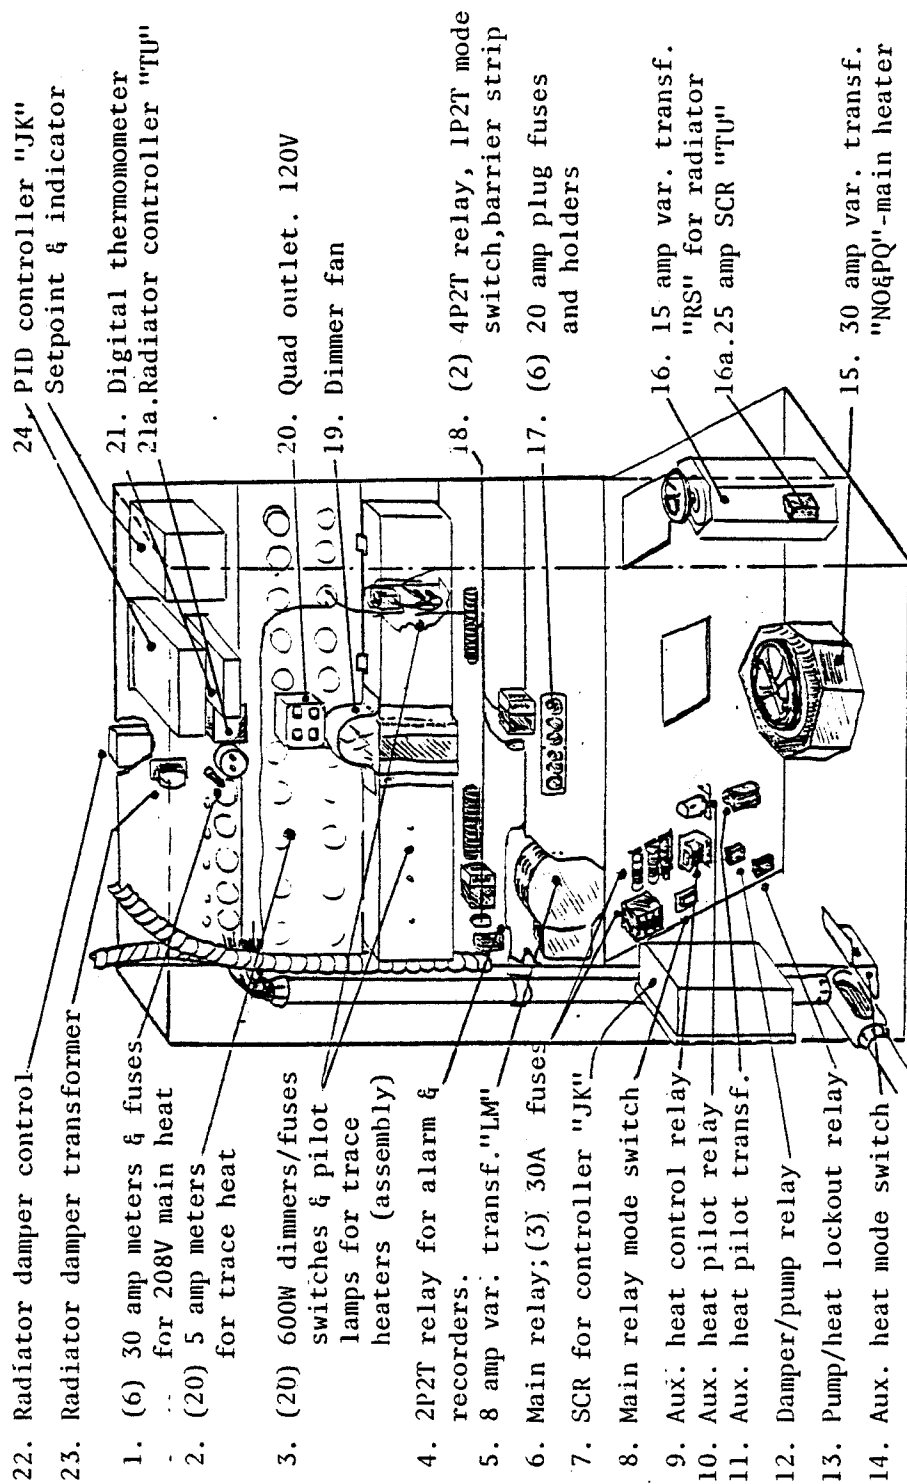 22. Radiator damper control
23. Radiator damper transformer
1. (6) 30 amp meters & fuses
for 208V main heat
2. (20) 5 amp meters
for trace heat
3. (20) 600W dimmers/fuses
switches & pilot
lamps for trace
heaters (assembly)
4. 2P2T relay for alarm &
recorders.
5. 8 amp var. transf."LM"
6. Main relay;(3) 30A fuses
7. SCR for controller "JK"
8. Main relay mode switch
9. Aux. heat control relay
10. Aux. heat pilot relay
11. Aux. heat pilot transf.
12. Damper/pump relay
13. Pump/heat lockout relay
14. Aux. heat mode switch
24. PID controller "JK"
Setpoint & indicator
21. Digital thermomometer
21a.Radiator controller "TU"
20. Quad outlet. 120V
19. Dimmer fan
18. (2) 4P2T relay, 1P2T mode
switch,barrier strip
17. (6) 20 amp plug fuses
and holders
16. 15 amp var. transf.
"RS" for radiator
16a.25 amp SCR "TU"
15. 30 amp var. transf.
"NO&PQ"-main heater